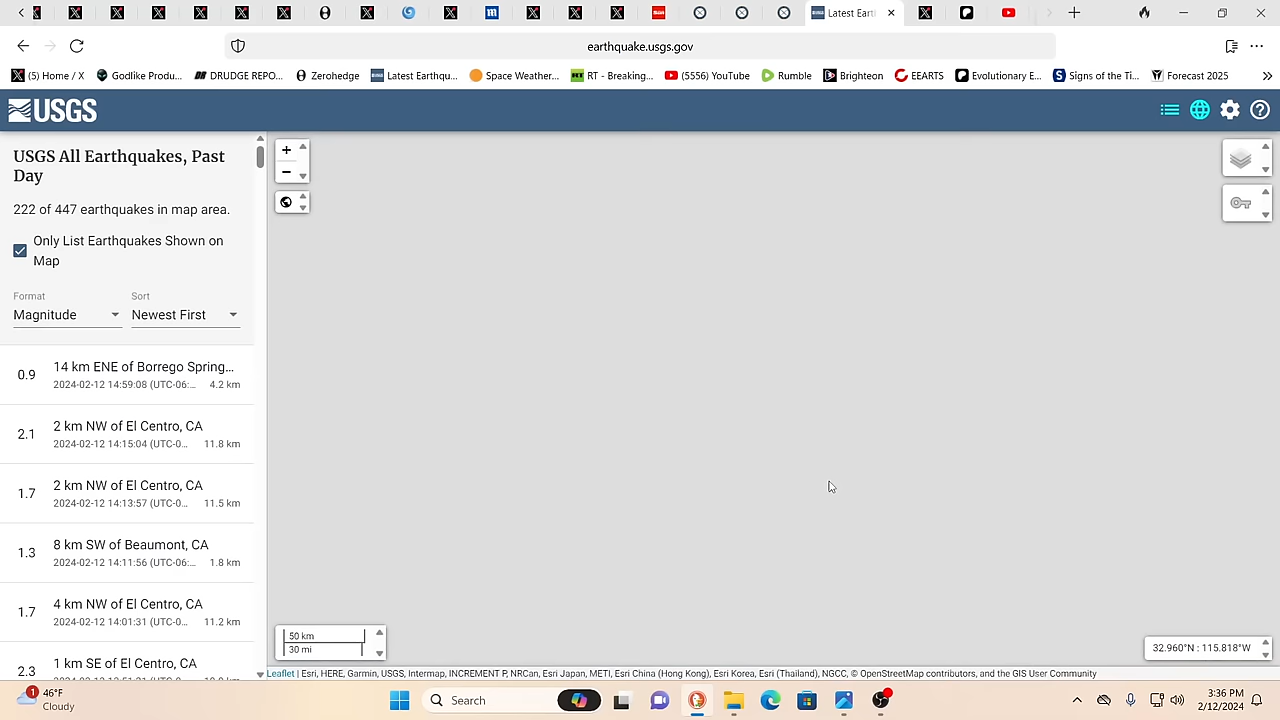 Latest Eart
earthquake.usgs.gov
(5) Home / X
Godlike Produ...
DRUDGE REPO...
Zerohedge
Latest Earthqu...
Space Weather...
RT - Breaking...
(5556) YouTube
Rumble
Brighteon
EEARTS
Evolutionary E...
Signs of the Ti...
Forecast 2025
USGS
USGS All Earthquakes, Past
Day
222 of 447 earthquakes in map area.
Only List Earthquakes Shown on
Map
Format
Sort
Magnitude
Newest First
0.9
14 km ENE of Borrego Spring...
2024-02-12 14:59:08 (UTC-06:...
4.2 km
2.1
2 km NW of El Centro, CA
2024-02-12 14:15:04 (UTC-0...
11.8 km
1.7
2 km NW of El Centro, CA
2024-02-12 14:13:57 (UTC-0...
11.5 km
1.3
8 km SW of Beaumont, CA
2024-02-12 14:11:56 (UTC-06:...
1.8 km
1.7
4 km NW of El Centro, CA
2024-02-12 14:01:31 (UTC-0...
11.2 km
2.3
1 km SE of El Centro, CA
+
−
50 km
30 mi
32.960°N : 115.818°W
Leaflet | Esri, HERE, Garmin, USGS, Intermap, INCREMENT P, NRCan, Esri Japan, METI, Esri China (Hong Kong), Esri Korea, Esri (Thailand), NGCC, © OpenStreetMap contributors, and the GIS User Community
1
46°F
Cloudy
Search
3:36 PM
2/12/2024